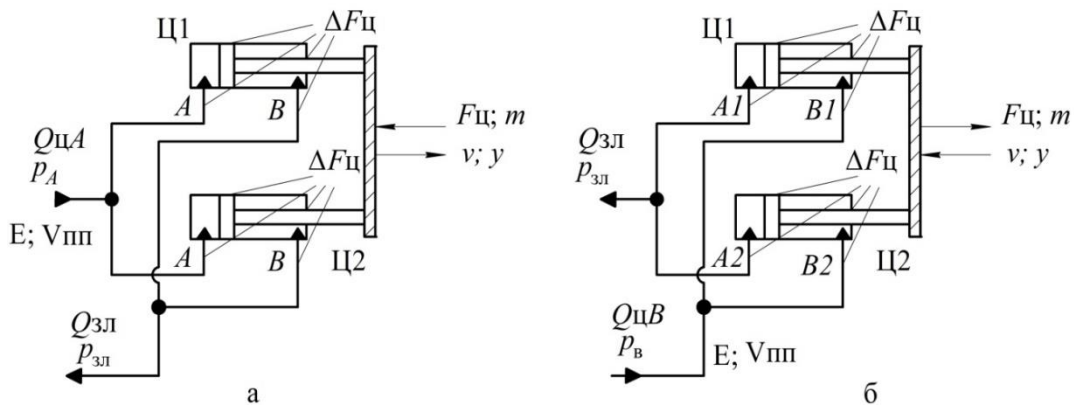 Ц1
ΔFц
A
B
QцA
pA
E; Vпп
ΔFц
Fц; m
v; y
A
B
Ц2
Qзл
pзл
а
Ц1
ΔFц
A1
B1
Qзл
pзл
ΔFц
Fц; m
v; y
A2
B2
Ц2
QцB
pв
E; Vпп
б